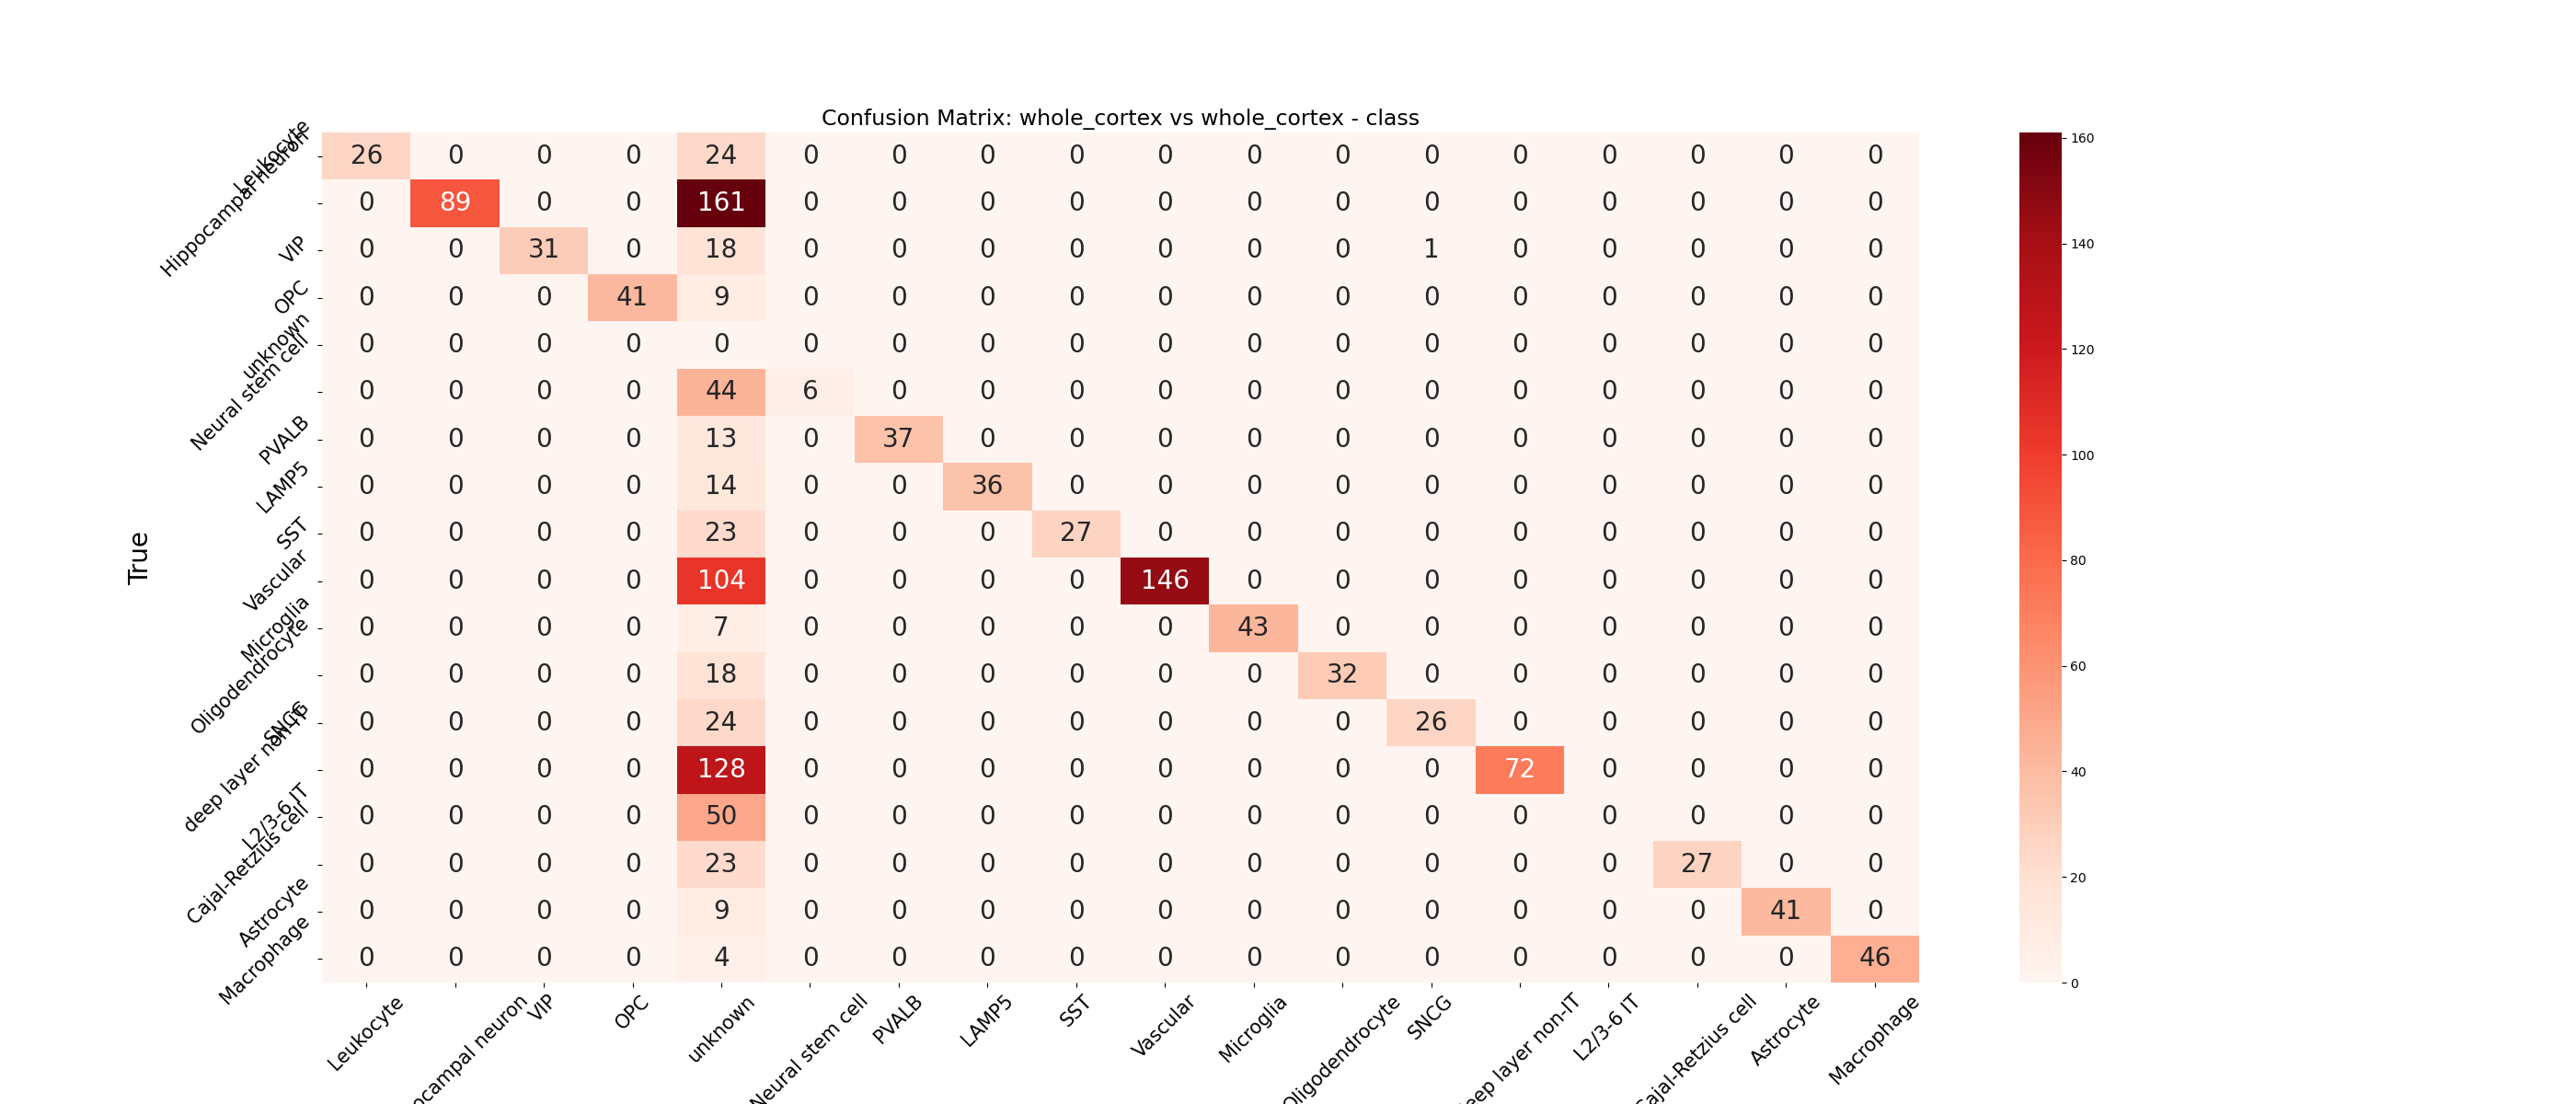 Confusion Matrix: whole_cortex vs whole_cortex - class
True
Leukocyte 26 0 0 0 24 0 0 0 0 0 0 0 0 0 0 0 0 0
Hippocampal neuron 0 89 0 0 161 0 0 0 0 0 0 0 0 0 0 0 0 0
VIP 0 0 31 0 18 0 0 0 0 0 0 0 1 0 0 0 0 0
OPC 0 0 0 41 9 0 0 0 0 0 0 0 0 0 0 0 0 0
unknown 0 0 0 0 0 0 0 0 0 0 0 0 0 0 0 0 0 0
Neural stem cell 0 0 0 0 44 6 0 0 0 0 0 0 0 0 0 0 0 0
PVALB 0 0 0 0 13 0 37 0 0 0 0 0 0 0 0 0 0 0
LAMP5 0 0 0 0 14 0 0 36 0 0 0 0 0 0 0 0 0 0
SST 0 0 0 0 23 0 0 0 27 0 0 0 0 0 0 0 0 0
Vascular 0 0 0 0 104 0 0 0 0 146 0 0 0 0 0 0 0 0
Microglia 0 0 0 0 7 0 0 0 0 0 43 0 0 0 0 0 0 0
Oligodendrocyte 0 0 0 0 18 0 0 0 0 0 0 32 0 0 0 0 0 0
SNCG 0 0 0 0 24 0 0 0 0 0 0 0 26 0 0 0 0 0
deep layer non-IT 0 0 0 0 128 0 0 0 0 0 0 0 0 72 0 0 0 0
L2/3-6 IT 0 0 0 0 50 0 0 0 0 0 0 0 0 0 0 0 0 0
Cajal-Retzius cell 0 0 0 0 23 0 0 0 0 0 0 0 0 0 0 27 0 0
Astrocyte 0 0 0 0 9 0 0 0 0 0 0 0 0 0 0 0 41 0
Macrophage 0 0 0 0 4 0 0 0 0 0 0 0 0 0 0 0 0 46
Leukocyte ocampal neuron VIP OPC unknown Neural stem cell PVALB LAMP5 SST Vascular Microglia Oligodendrocyte SNCG eep layer non-IT L2/3-6 IT Cajal-Retzius cell Astrocyte Macrophage
160
140
120
100
80
60
40
20
0